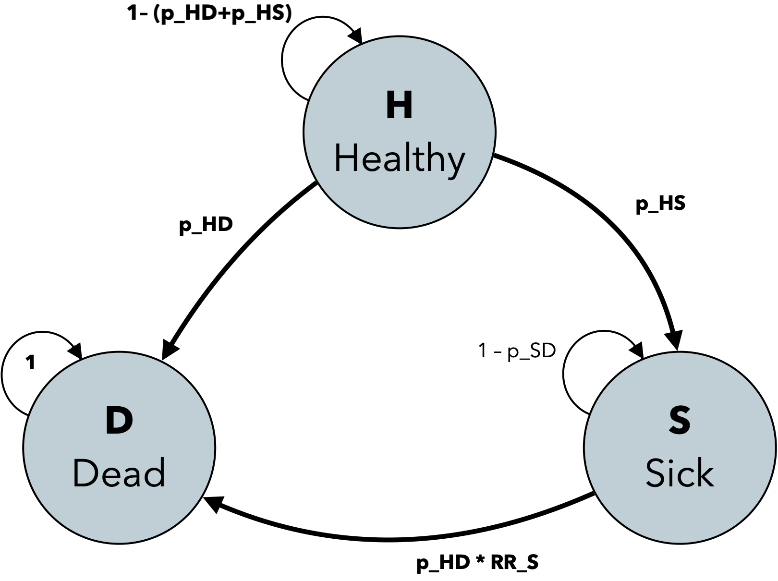 1– (p_HD+p_HS)
H
Healthy
p_HD
p_HS
1
D
Dead
1 – p_SD
S
Sick
p_HD * RR_S